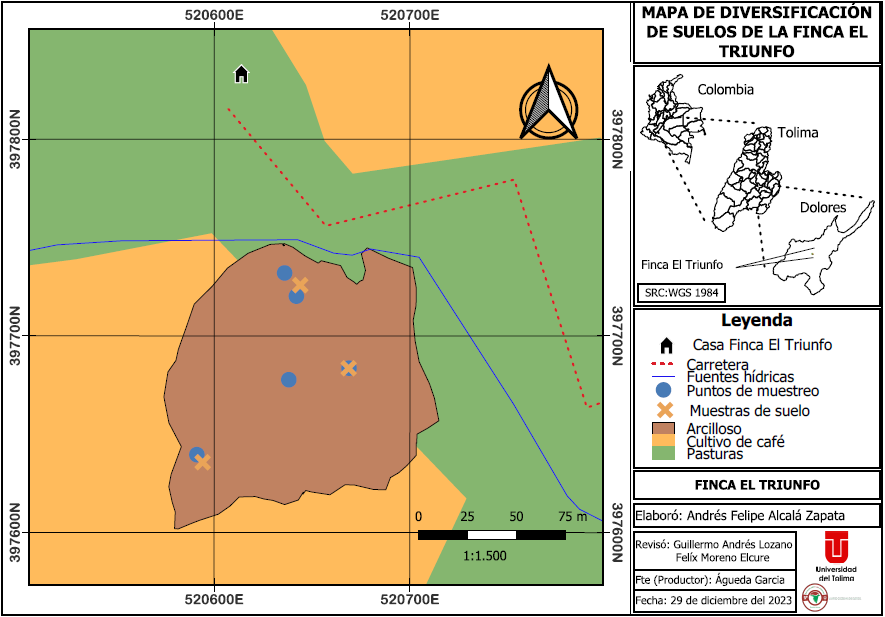 520600E
520700E
397800N
397800N
397700N
397700N
397600N
397600N
0 25 50 75 m
1:1.500
520600E
520700E
MAPA DE DIVERSIFICACIÓN
DE SUELOS DE LA FINCA EL
TRIUNFO
Colombia
Tolima
Dolores
Finca El Triunfo
SRC:WGS 1984
Leyenda
Casa Finca El Triunfo
Carretera
Fuentes hídricas
Puntos de muestreo
Muestras de suelo
Arcilloso
Cultivo de café
Pasturas
FINCA EL TRIUNFO
Elaboró: Andrés Felipe Alcalá Zapata
Revisó: Guillermo Andrés Lozano
Felix Moreno Elcure
Fte (Productor): Águeda Garcia
Fecha: 29 de diciembre del 2023
Universidad
del Tolima